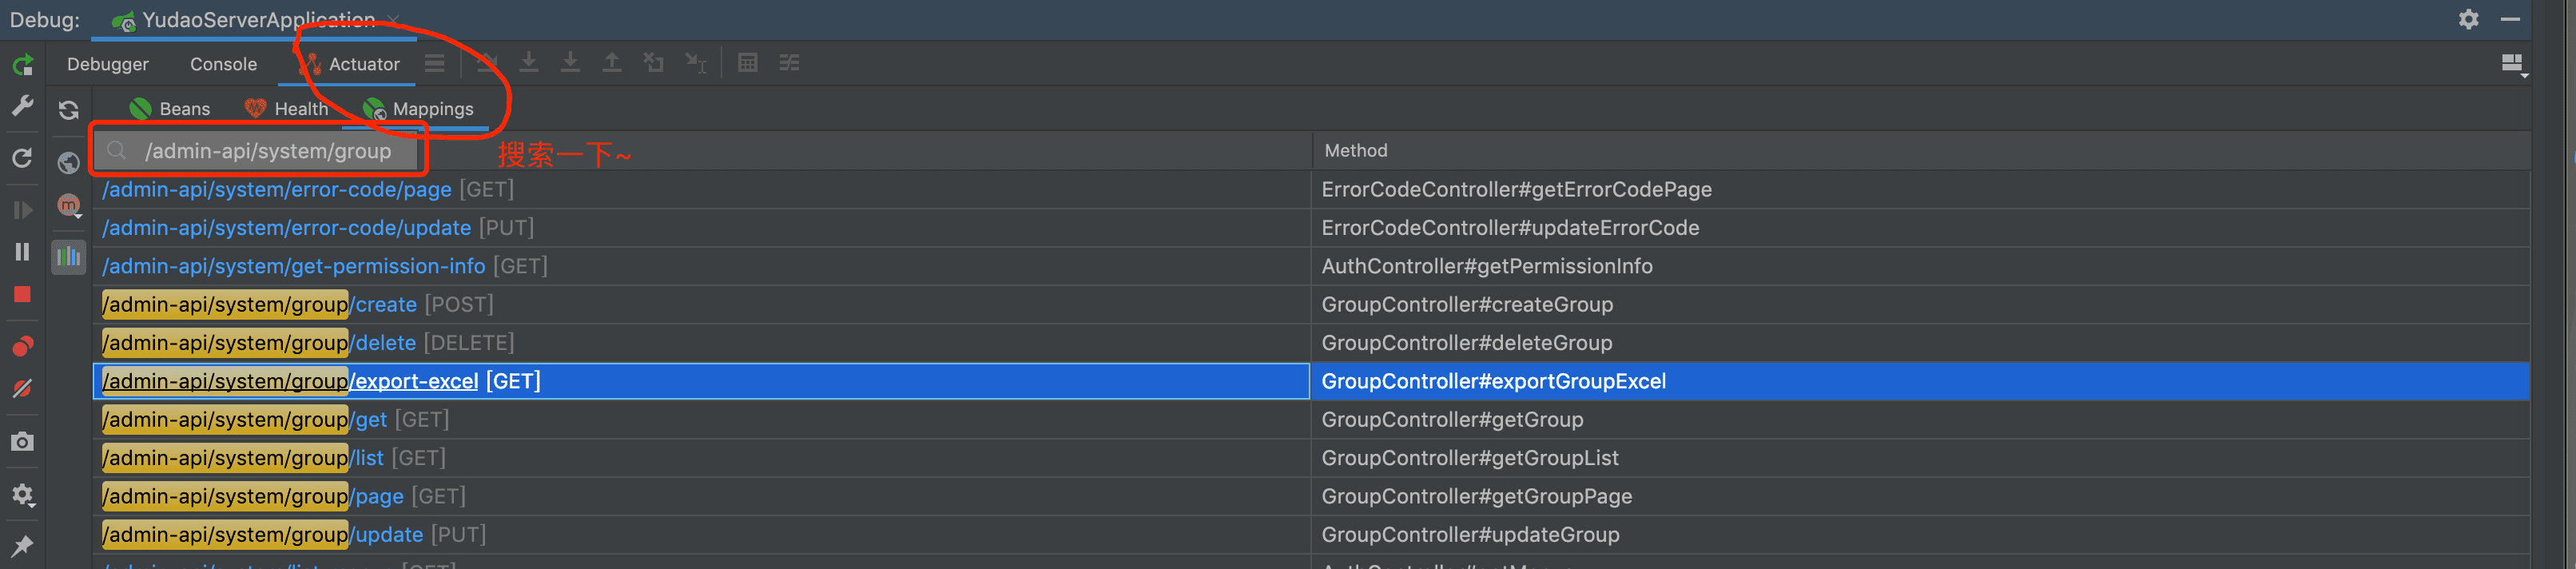 Debug: YudaoServerApplication
Debugger Console Actuator
Beans Health Mappings
/admin-api/system/group 搜索一下~ Method
/admin-api/system/error-code/page [GET] ErrorCodeController#getErrorCodePage
/admin-api/system/error-code/update [PUT] ErrorCodeController#updateErrorCode
/admin-api/system/get-permission-info [GET] AuthController#getPermissionInfo
/admin-api/system/group/create [POST] GroupController#createGroup
/admin-api/system/group/delete [DELETE] GroupController#deleteGroup
/admin-api/system/group/export-excel [GET] GroupController#exportGroupExcel
/admin-api/system/group/get [GET] GroupController#getGroup
/admin-api/system/group/list [GET] GroupController#getGroupList
/admin-api/system/group/page [GET] GroupController#getGroupPage
/admin-api/system/group/update [PUT] GroupController#updateGroup